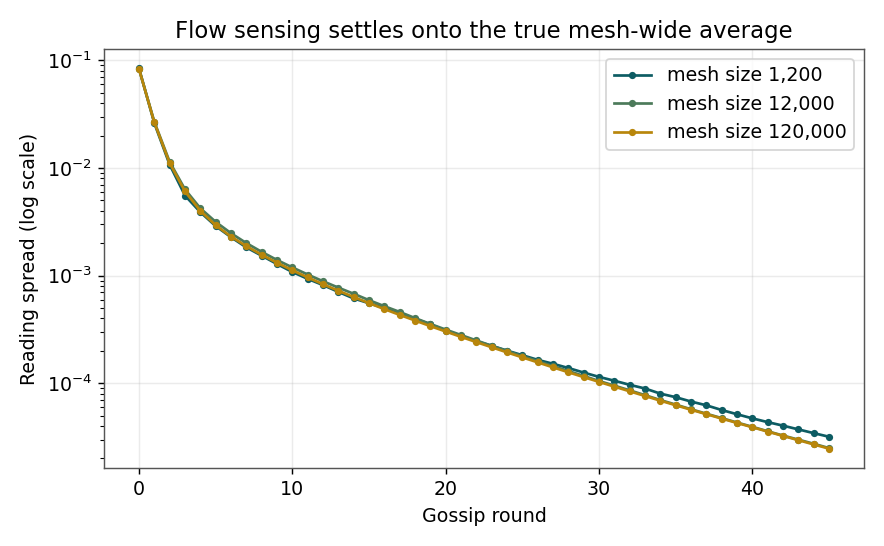 Flow sensing settles onto the true mesh-wide average
mesh size 1,200
mesh size 12,000
mesh size 120,000
Reading spread (log scale)
10⁻¹
10⁻²
10⁻³
10⁻⁴
0 10 20 30 40
Gossip round